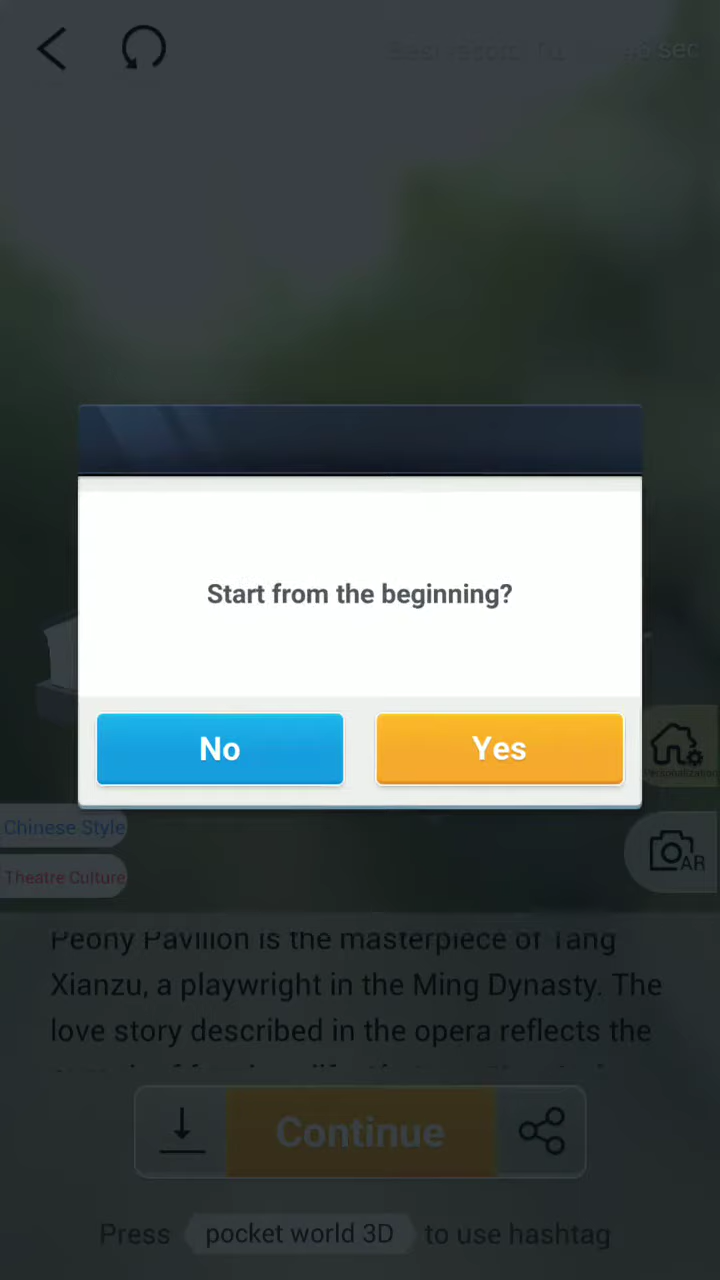 sec
Start from the beginning?
No
Yes
Personalization
Chinese Style
AR
Theatre Culture
Peony Pavilion is the masterpiece of Tang
Xianzu, a playwright in the Ming Dynasty. The
love story described in the opera reflects the
Continue
Press pocket world 3D to use hashtag